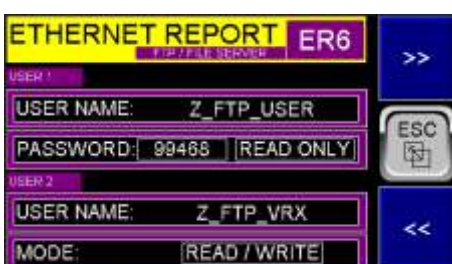 ETHERNET REPORT ER6
FTP / FILE SERVER
>>
USER 1
USER NAME: Z_FTP_USER
ESC
PASSWORD: 99468 READ ONLY
USER 2
USER NAME: Z_FTP_VRX
<<
MODE: READ / WRITE